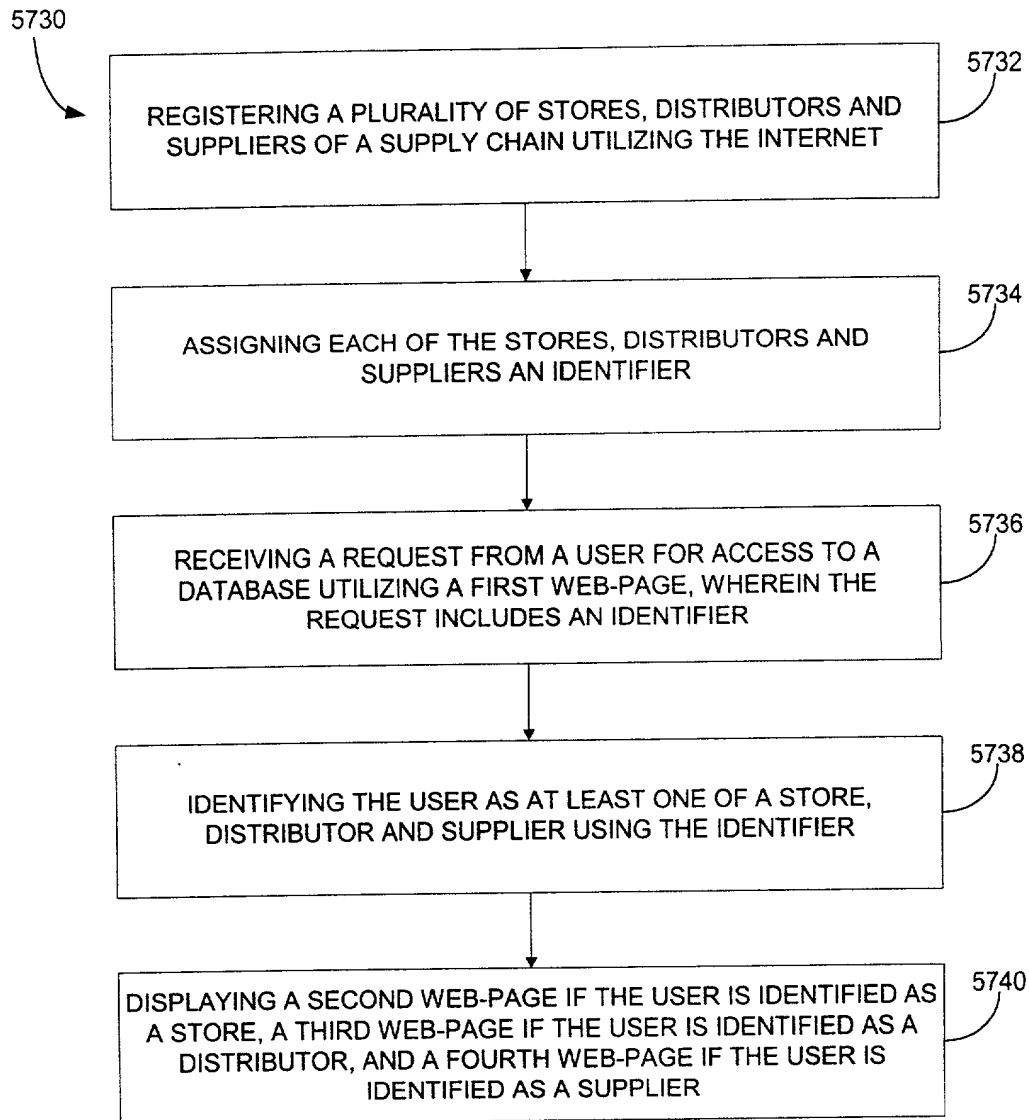 5730
5732
REGISTERING A PLURALITY OF STORES, DISTRIBUTORS AND
SUPPLIERS OF A SUPPLY CHAIN UTILIZING THE INTERNET
5734
ASSIGNING EACH OF THE STORES, DISTRIBUTORS AND
SUPPLIERS AN IDENTIFIER
5736
RECEIVING A REQUEST FROM A USER FOR ACCESS TO A
DATABASE UTILIZING A FIRST WEB-PAGE, WHEREIN THE
REQUEST INCLUDES AN IDENTIFIER
5738
IDENTIFYING THE USER AS AT LEAST ONE OF A STORE,
DISTRIBUTOR AND SUPPLIER USING THE IDENTIFIER
5740
DISPLAYING A SECOND WEB-PAGE IF THE USER IS IDENTIFIED AS
A STORE, A THIRD WEB-PAGE IF THE USER IS IDENTIFIED AS A
DISTRIBUTOR, AND A FOURTH WEB-PAGE IF THE USER IS
IDENTIFIED AS A SUPPLIER